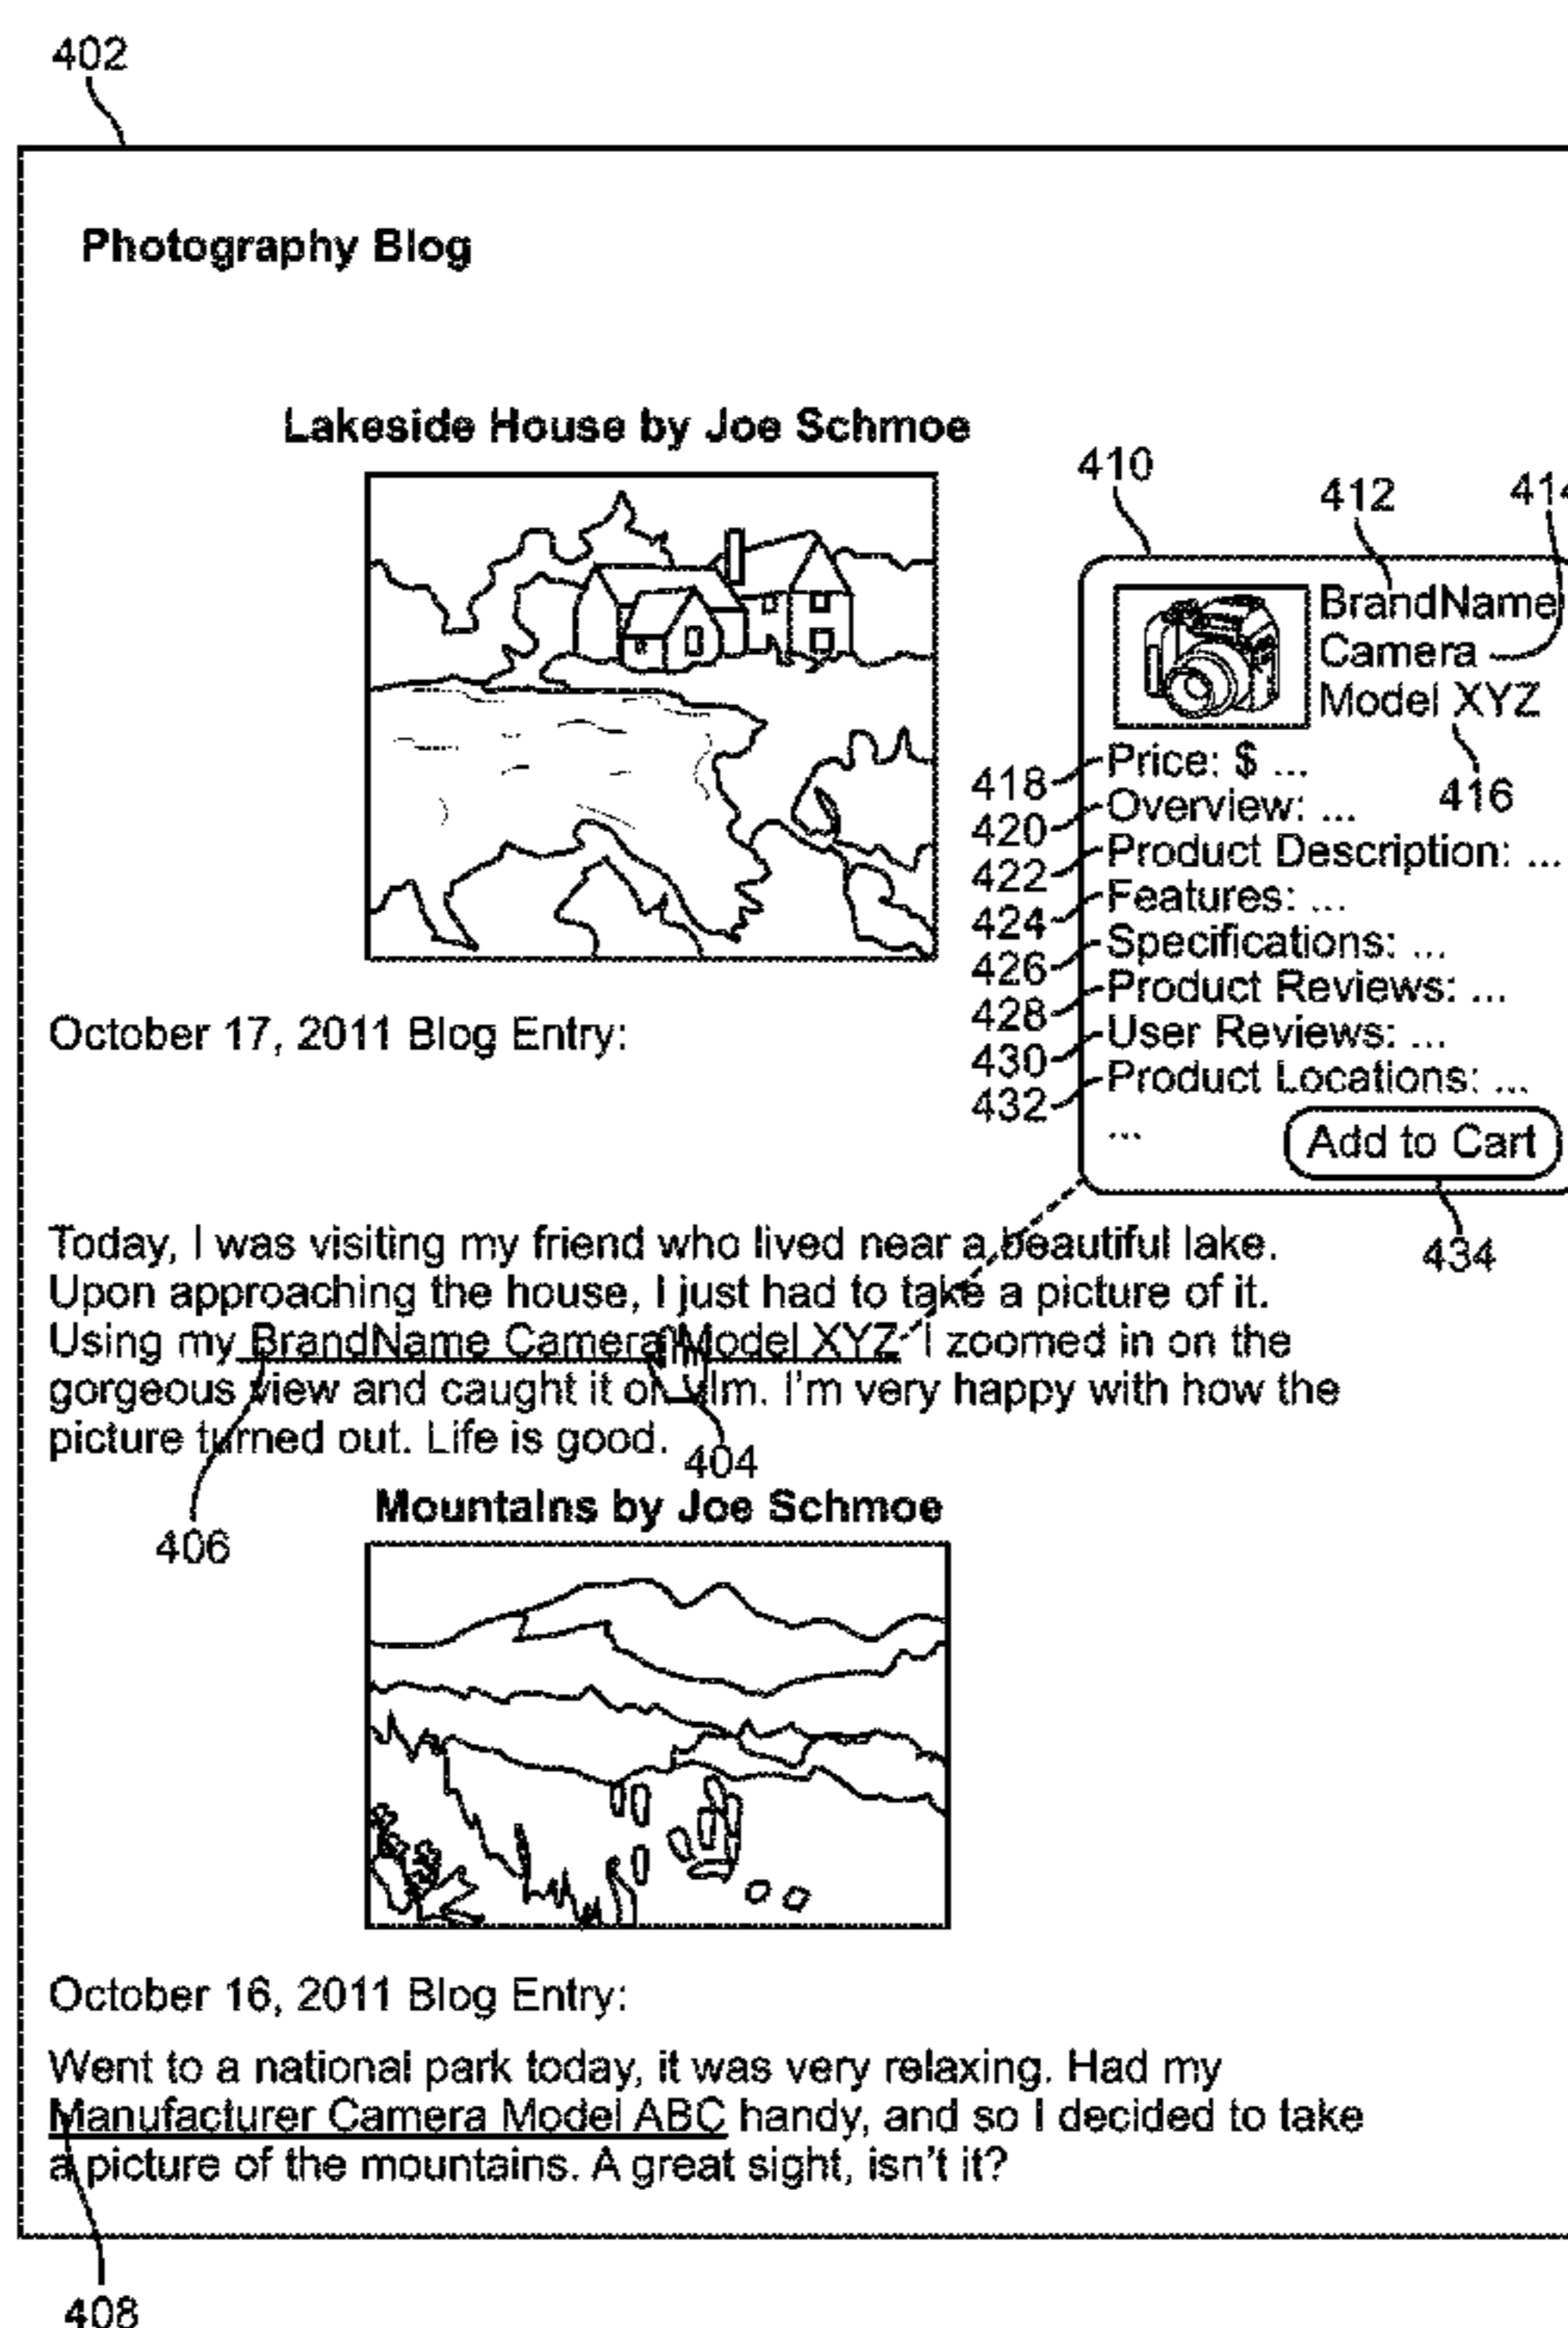 402
Photography Blog
Lakeside House by Joe Schmoe
410
412
BrandName
Camera
Model XYZ
416
418 Price: $ ...
420 Overview: ...
422 Product Description: ...
424 Features: ...
426 Specifications: ...
428 Product Reviews: ...
430 User Reviews: ...
432 Product Locations: ...
...
Add to Cart
434
October 17, 2011 Blog Entry:
Today, I was visiting my friend who lived near a beautiful lake.
Upon approaching the house, I just had to take a picture of it.
Using my BrandName Camera Model XYZ I zoomed in on the
gorgeous view and caught it on film. I'm very happy with how the
picture turned out. Life is good.
404
406
Mountains by Joe Schmoe
October 16, 2011 Blog Entry:
Went to a national park today, it was very relaxing. Had my
Manufacturer Camera Model ABC handy, and so I decided to take
a picture of the mountains. A great sight, isn't it?
408